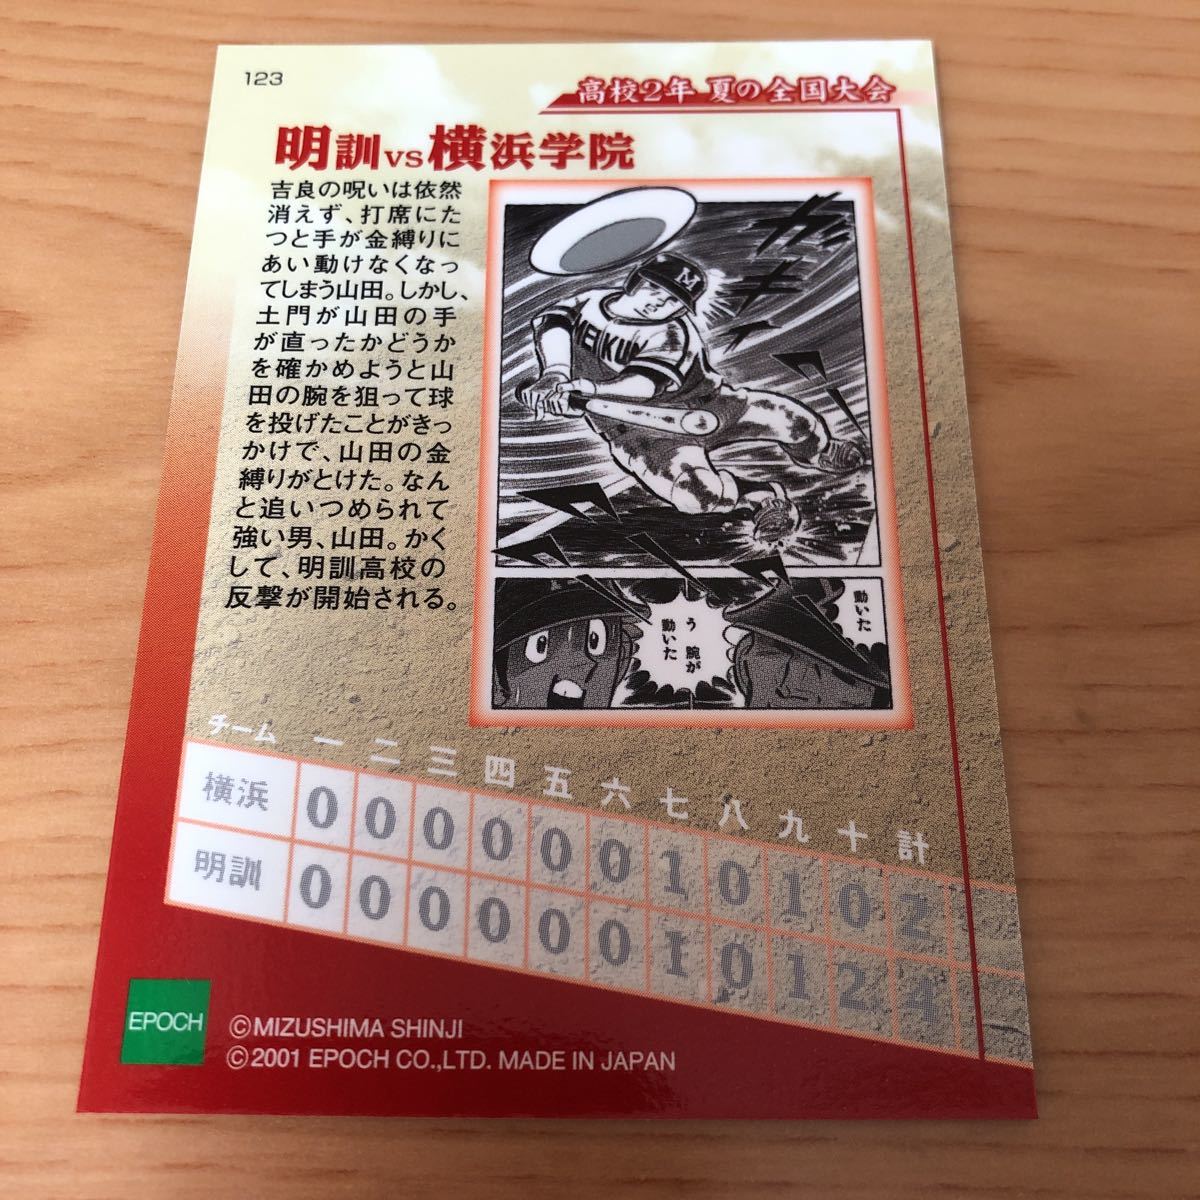 123
高校2年 夏の全国大会
明訓vs横浜学院
吉良の呪いは依然
消えず、打席にた
つと手が金縛りに
あい動けなくなっ
てしまう山田。しかし、
土門が山田の手
が直ったかどうか
を確かめようと山
田の腕を狙って球
を投げたことがきっ
かけで、山田の金
縛りがとけた。なん
と追いつめられて
強い男、山田。かく
して、明訓高校の
反撃が開始される。
ガキッ
M
MEIKUN
動いた
う 腕が
動いた
チーム 一 二 三 四 五 六 七 八 九 十 計
横浜 0 0 0 0 0 0 1 0 1 0 2
明訓 0 0 0 0 0 0 1 0 1 2 4
EPOCH
©MIZUSHIMA SHINJI
©2001 EPOCH CO.,LTD. MADE IN JAPAN